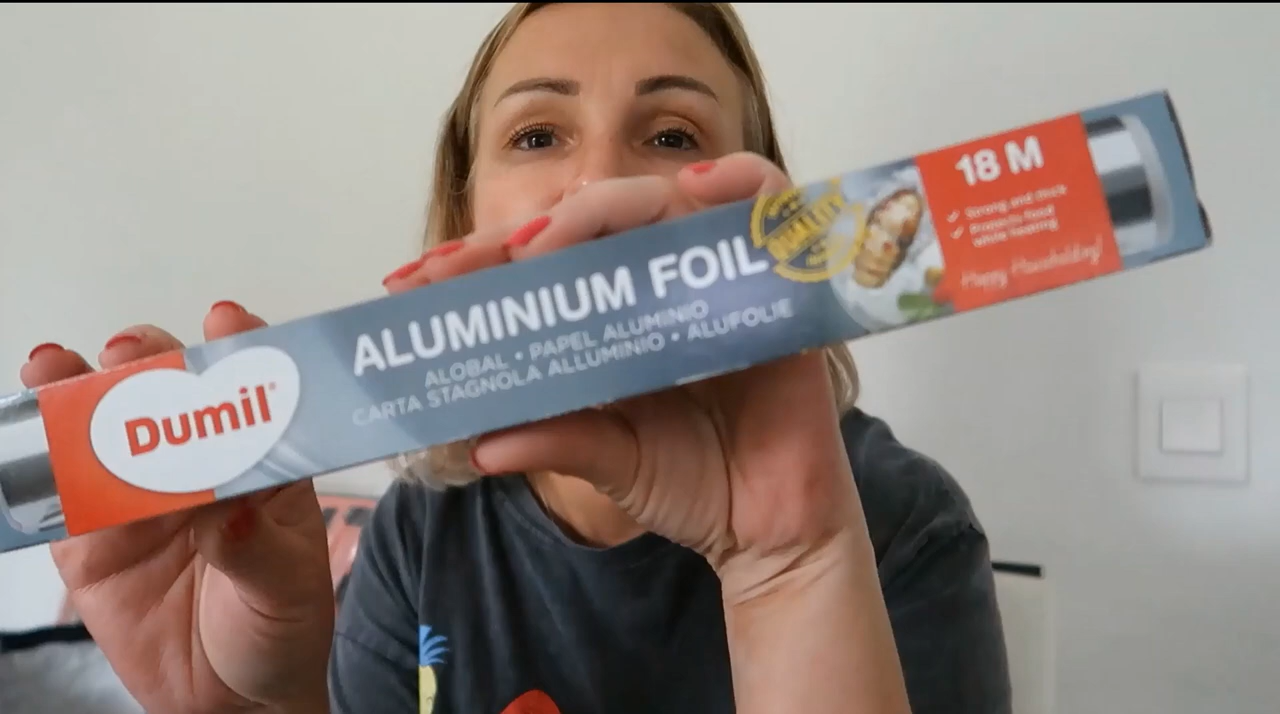 Dumil®
ALUMINIUM FOIL
ALOBAL • PAPEL ALUMINIO
CARTA STAGNOLA ALLUMINIO • ALUFOLIE
QUALITY
18 M
✓ Strong and thick
✓ Protects food
while heating
Happy Householding!